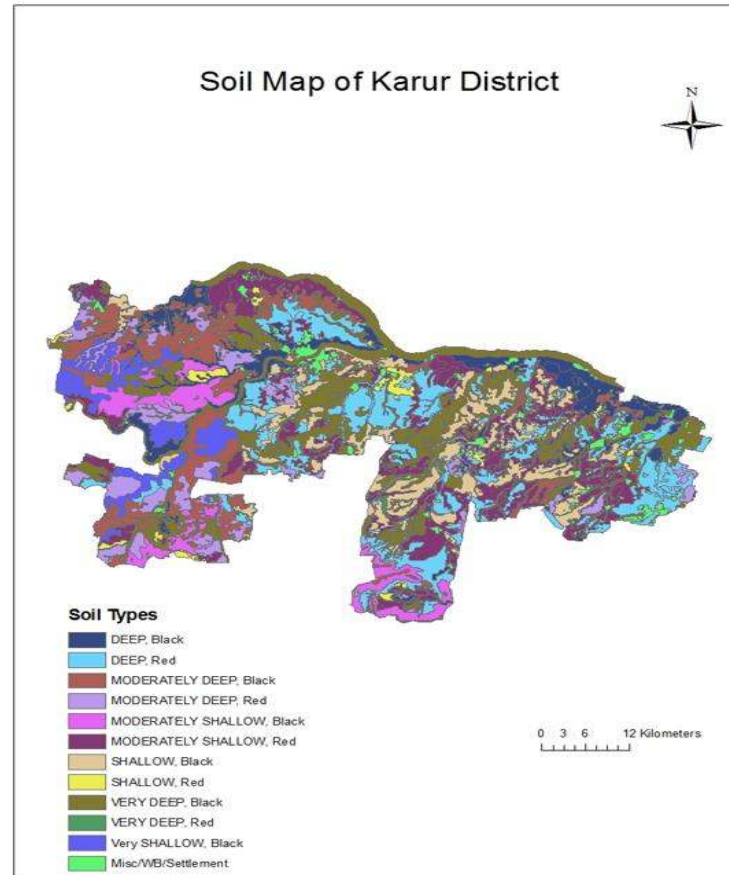 Soil Map of Karur District
N
Soil Types
DEEP, Black
DEEP, Red
MODERATELY DEEP, Black
MODERATELY DEEP, Red
MODERATELY SHALLOW, Black
MODERATELY SHALLOW, Red
SHALLOW, Black
SHALLOW, Red
VERY DEEP, Black
VERY DEEP, Red
Very SHALLOW, Black
Misc/WB/Settlement
0 3 6 12 Kilometers